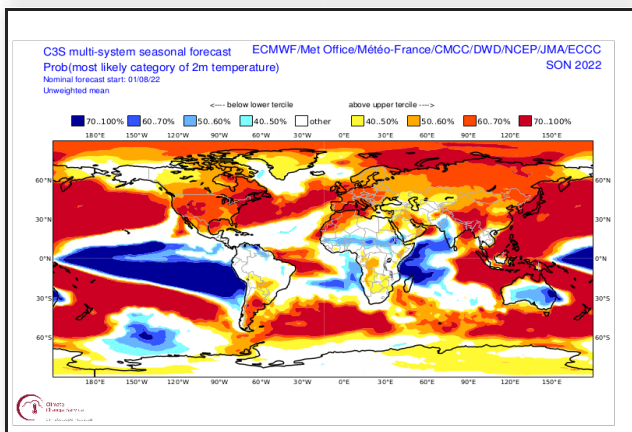 C3S multi-system seasonal forecast ECMWF/Met Office/Météo-France/CMCC/DWD/NCEP/JMA/ECCC
Prob(most likely category of 2m temperature) SON 2022
Nominal forecast start: 01/08/22
Unweighted mean
<---- below lower tercile above upper tercile ---->
70..100% 60..70% 50..60% 40..50% other 40..50% 50..60% 60..70% 70..100%
180°E 150°W 120°W 90°W 60°W 30°W 0°E 30°E 60°E 90°E 120°E 150°E
60°N 60°N
30°N 30°N
0°N 0°N
30°S 30°S
60°S 60°S
180°E 150°W 120°W 90°W 60°W 30°W 0°E 30°E 60°E 90°E 120°E 150°E
Climate